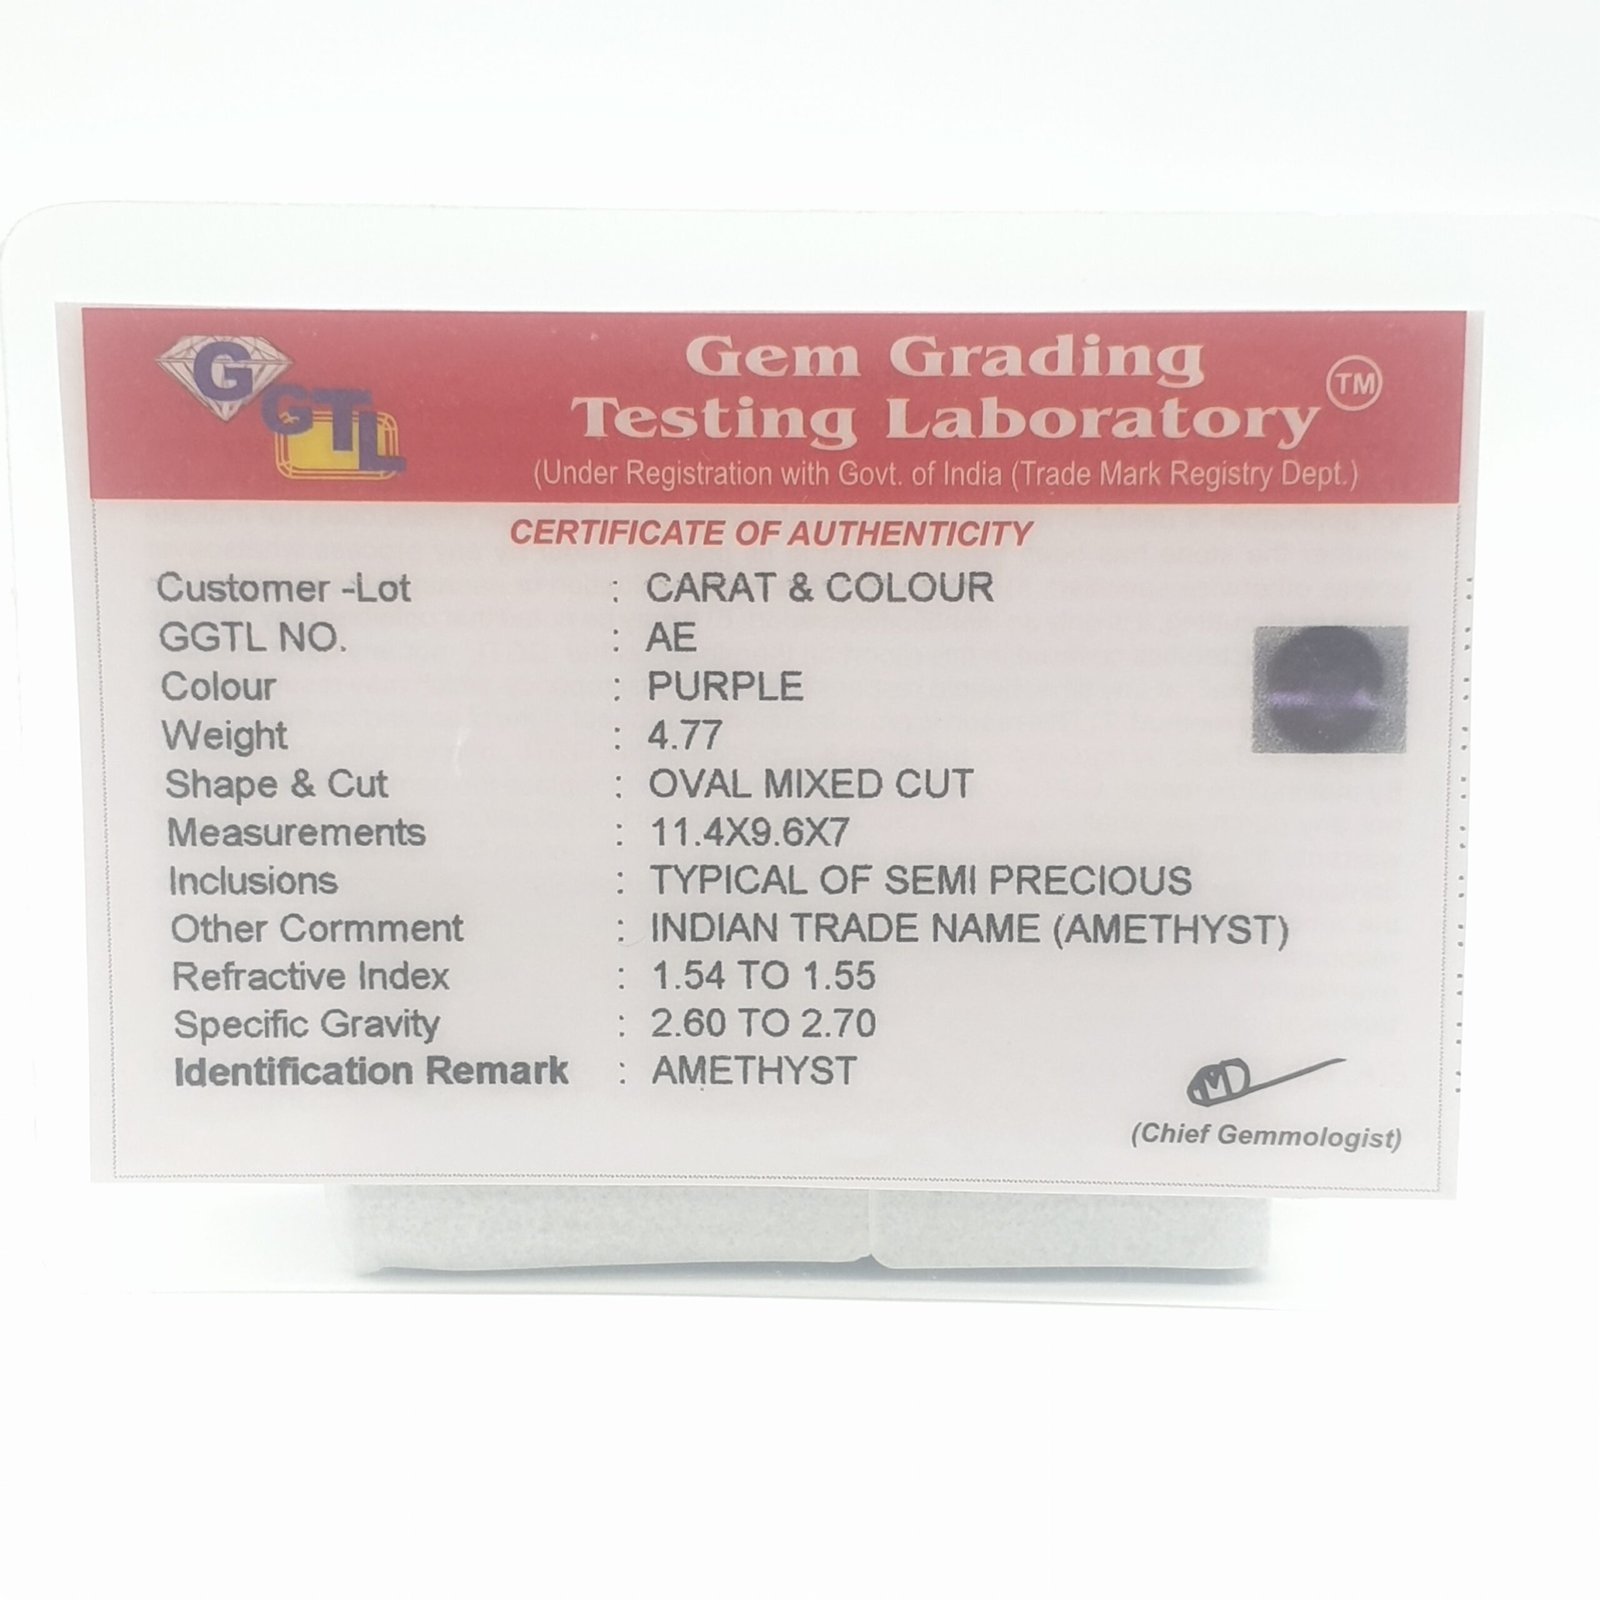 G GTL
Gem Grading
Testing Laboratory TM
(Under Registration with Govt. of India (Trade Mark Registry Dept.)
CERTIFICATE OF AUTHENTICITY
Customer -Lot : CARAT & COLOUR
GGTL NO. : AE
Colour : PURPLE
Weight : 4.77
Shape & Cut : OVAL MIXED CUT
Measurements : 11.4X9.6X7
Inclusions : TYPICAL OF SEMI PRECIOUS
Other Cormment : INDIAN TRADE NAME (AMETHYST)
Refractive Index : 1.54 TO 1.55
Specific Gravity : 2.60 TO 2.70
Identification Remark : AMETHYST
MD
(Chief Gemmologist)